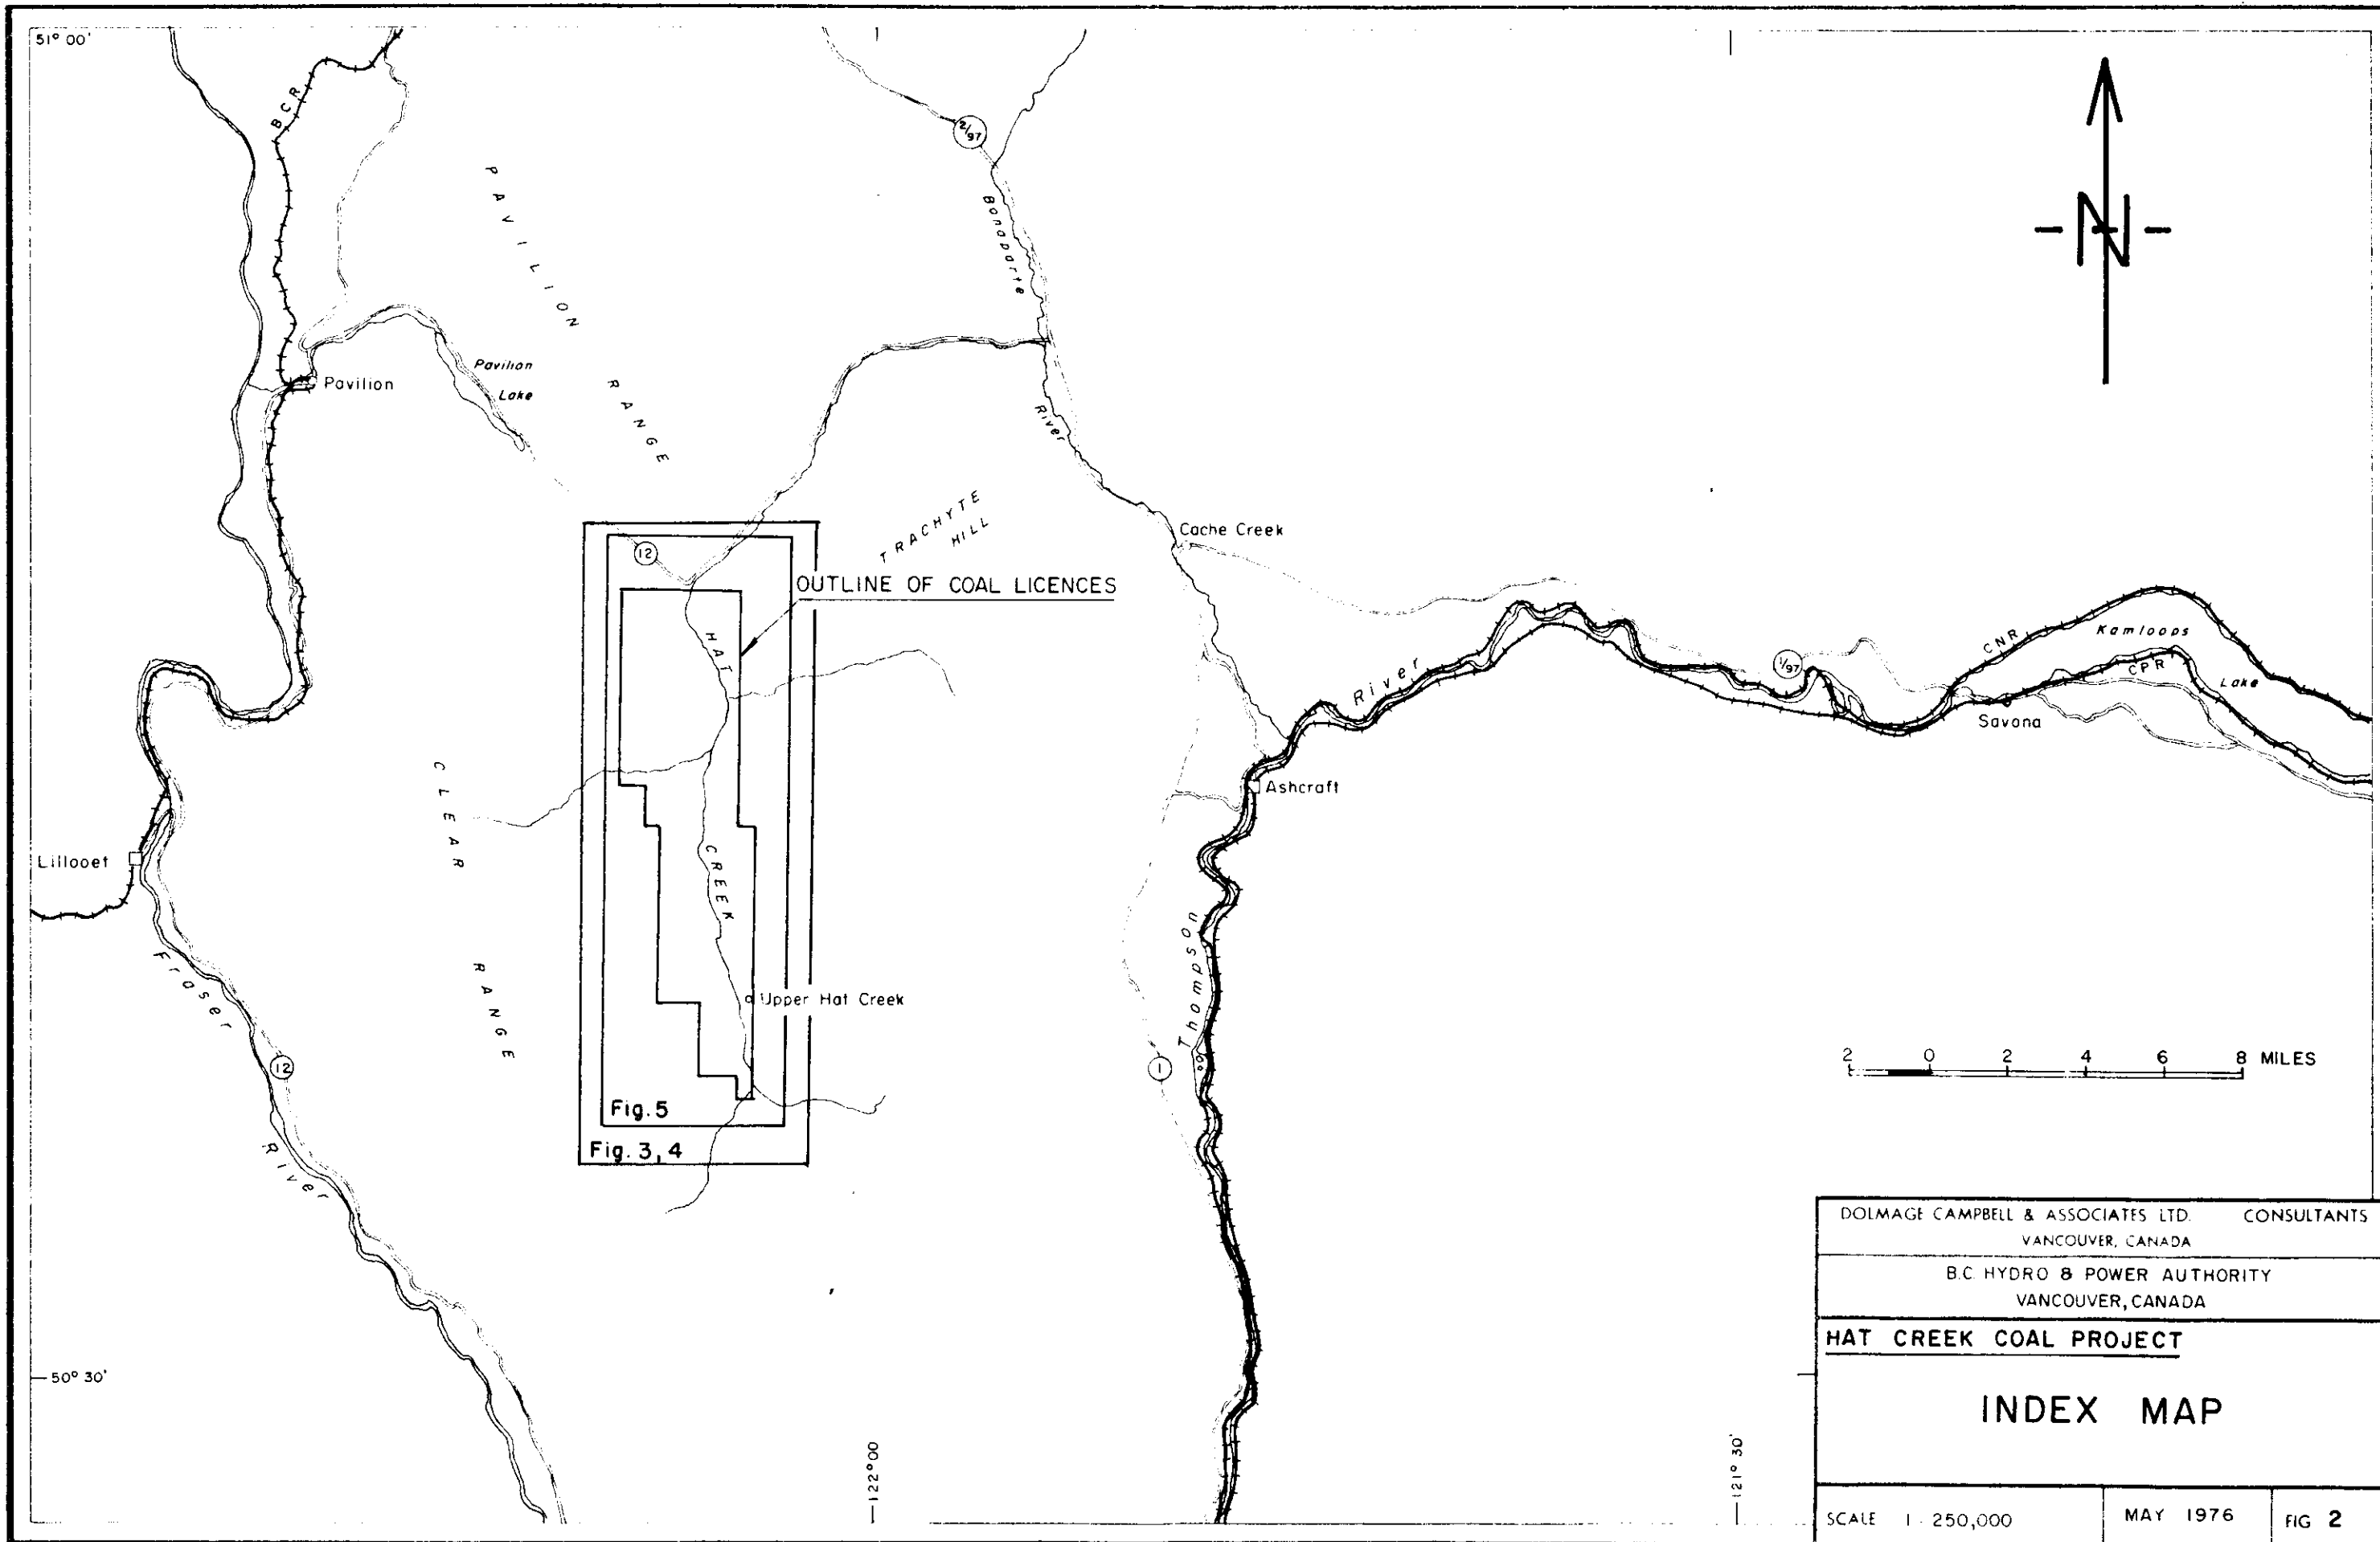 51° 00'
BCR
2/97
PAVILION RANGE
Bonaparte
River
Pavilion
Pavilion
Lake
TRACHYTE
HILL
Cache Creek
12
OUTLINE OF COAL LICENCES
HAT
CREEK
River
1/97
CNR
Kamloops
CPR
Lake
Savona
Ashcraft
CLEAR
RANGE
Lillooet
Fraser
River
12
Upper Hat Creek
Thompson
1
Fig. 5
Fig. 3, 4
2 0 2 4 6 8 MILES
-N-
50° 30'
122° 00
121° 30'
DOLMAGE CAMPBELL & ASSOCIATES LTD. CONSULTANTS
VANCOUVER, CANADA
B.C. HYDRO & POWER AUTHORITY
VANCOUVER, CANADA
HAT CREEK COAL PROJECT
INDEX MAP
SCALE 1 : 250,000
MAY 1976
FIG 2